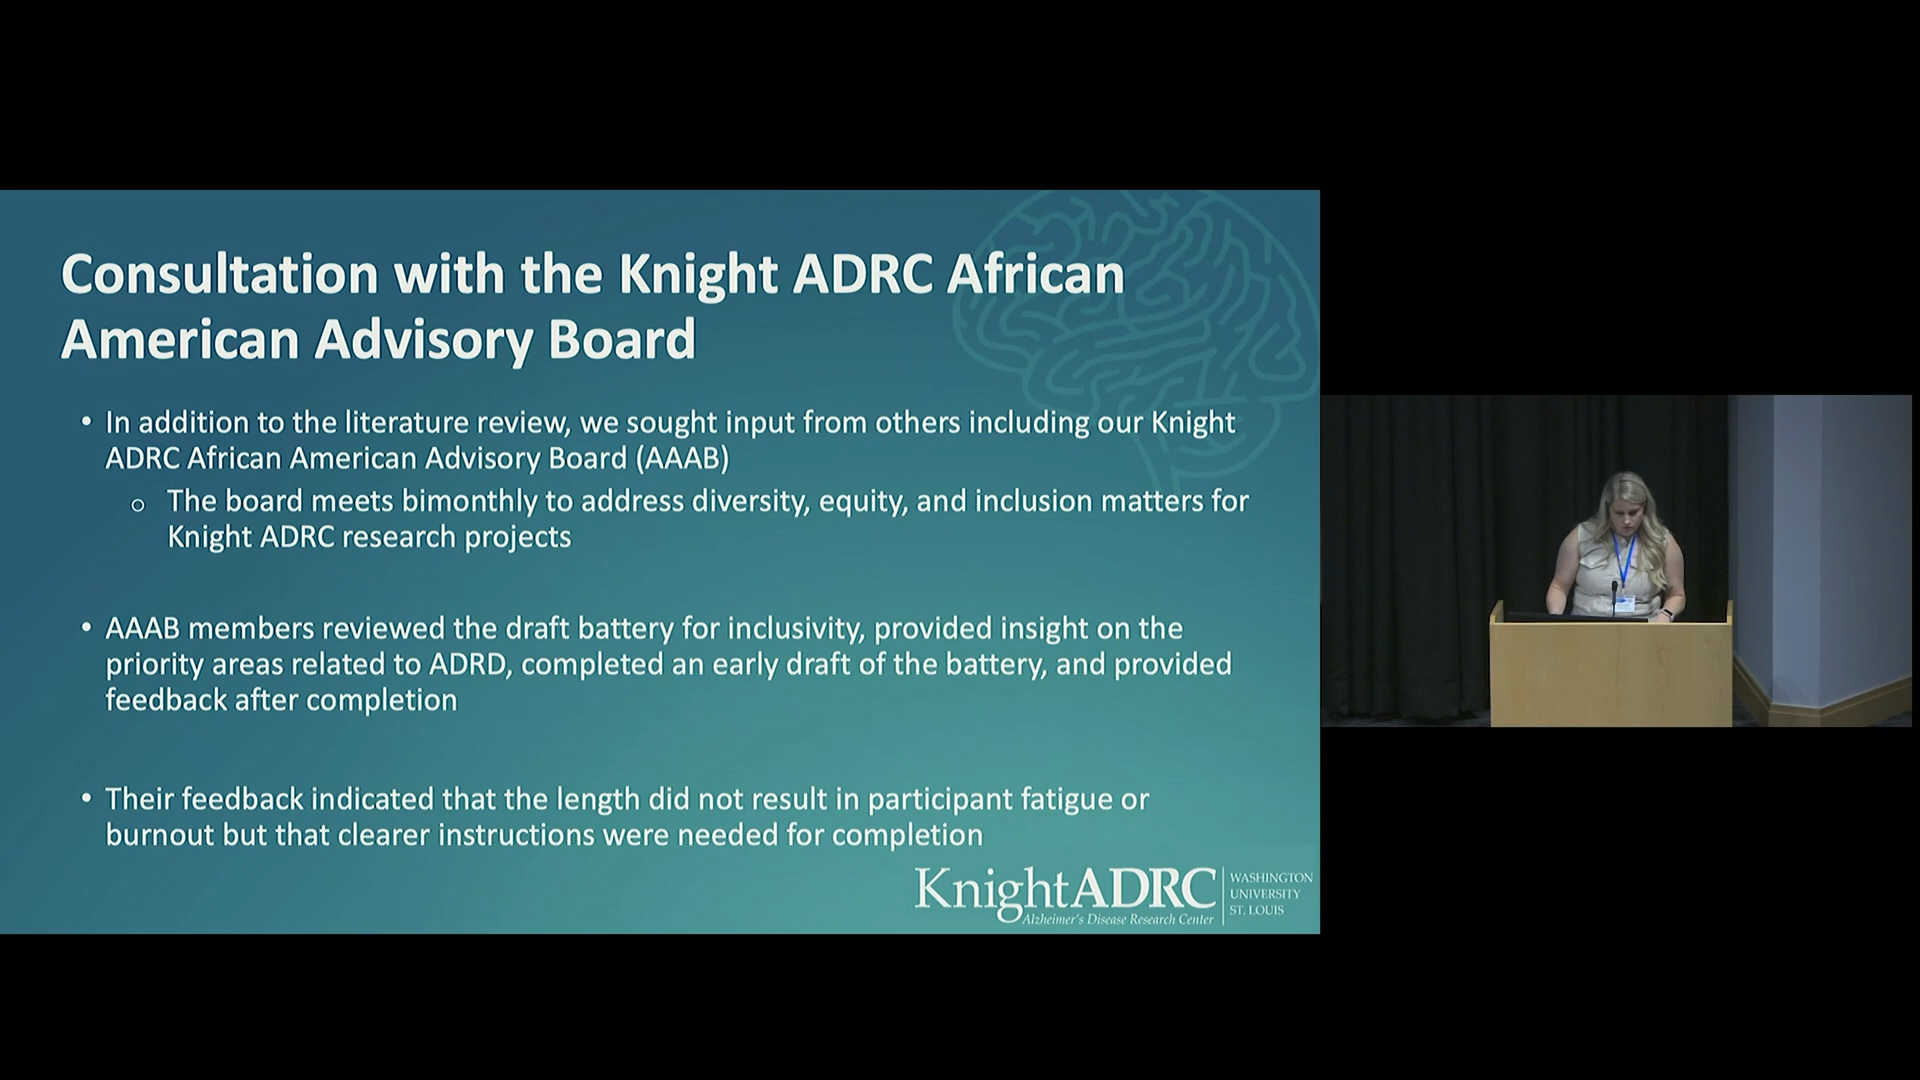 Consultation with the Knight ADRC African
American Advisory Board
• In addition to the literature review, we sought input from others including our Knight
ADRC African American Advisory Board (AAAB)
o The board meets bimonthly to address diversity, equity, and inclusion matters for
Knight ADRC research projects
• AAAB members reviewed the draft battery for inclusivity, provided insight on the
priority areas related to ADRD, completed an early draft of the battery, and provided
feedback after completion
• Their feedback indicated that the length did not result in participant fatigue or
burnout but that clearer instructions were needed for completion
KnightADRC
Alzheimer's Disease Research Center
WASHINGTON
UNIVERSITY
ST. LOUIS